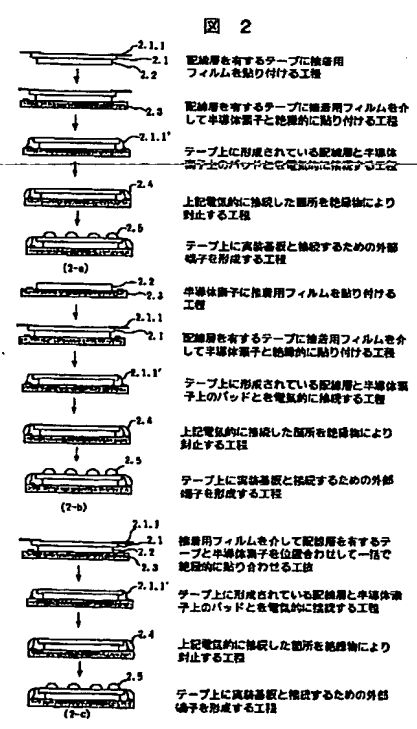 図 2
2.1.1
2.1
2.2
配線層を有するテープに接着用
フィルムを貼り付ける工程
2.3
配線層を有するテープに接着用フィルムを介
して半導体素子と絶縁的に貼り付ける工程
2.1.1'
テープ上に形成されている配線層と半導体
素子上のパッドとを電気的に接続する工程
2.4
上記電気的に接続した箇所を絶縁物により
封止する工程
2.5
テープ上に実装基板と接続するための外部
端子を形成する工程
(2-a)
2.2
2.3
半導体素子に接着用フィルムを貼り付ける
工程
2.1.1
2.1
配線層を有するテープに接着用フィルムを介
して半導体素子と絶縁的に貼り付ける工程
2.1.1'
テープ上に形成されている配線層と半導体素
子上のパッドとを電気的に接続する工程
2.4
上記電気的に接続した箇所を絶縁物により
封止する工程
2.5
テープ上に実装基板と接続するための外部
端子を形成する工程
(2-b)
2.1.1
2.1
2.2
2.3
接着用フィルムを介して配線層を有するテ
ープと半導体素子を位置合わせして一括で
絶縁的に貼り合わせる工程
2.1.1'
テープ上に形成されている配線層と半導体素
子上のパッドとを電気的に接続する工程
2.4
上記電気的に接続した箇所を絶縁物により
封止する工程
2.5
テープ上に実装基板と接続するための外部
端子を形成する工程
(2-c)